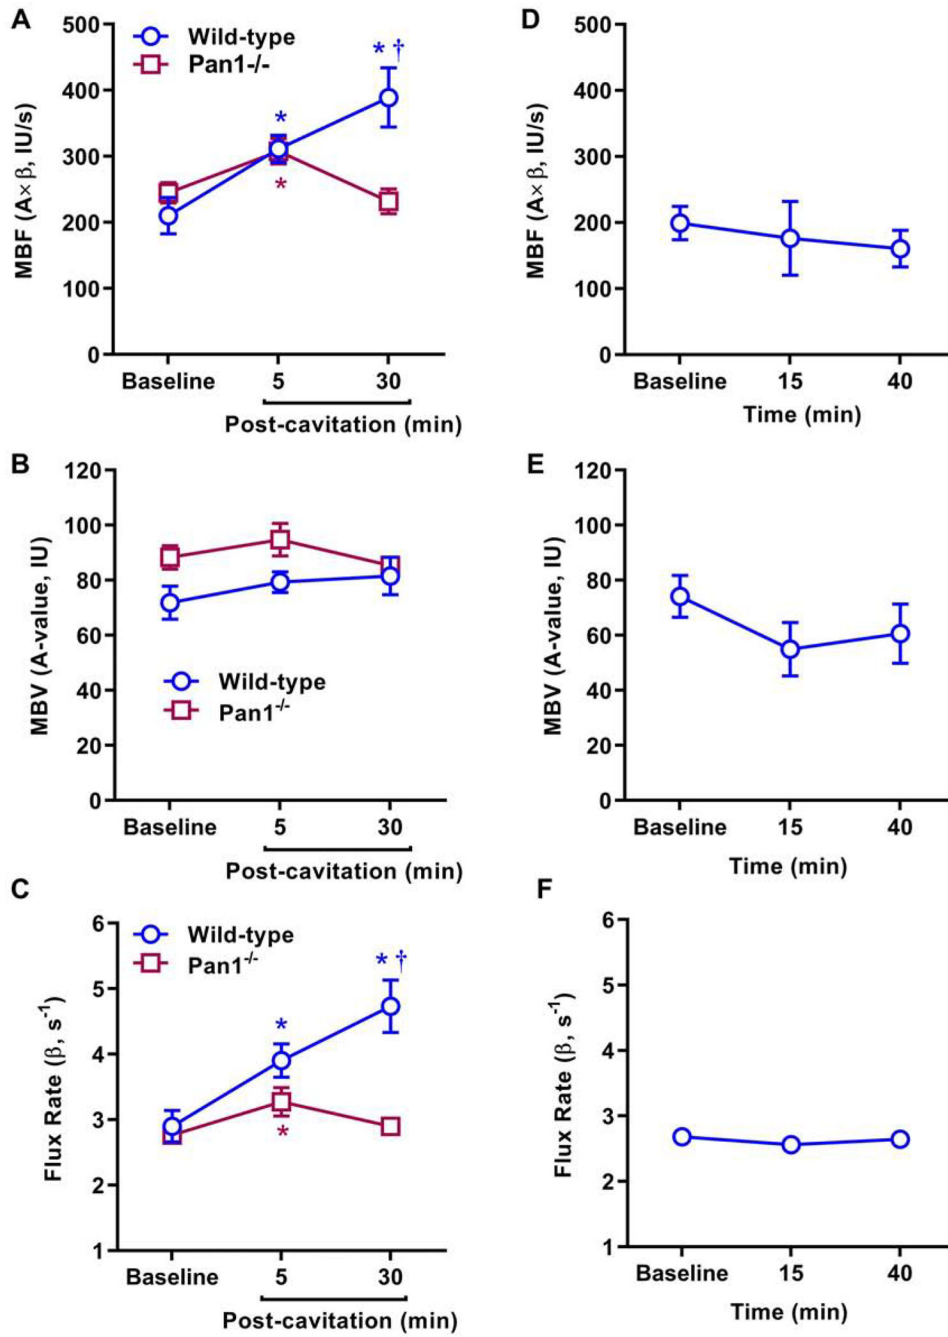 A
MBF (A× β, IU/s)
500
400
300
200
100
0
Wild-type
Pan1-/-
*
*
* †
Baseline 5 30
Post-cavitation (min)
D
MBF (A× β, IU/s)
500
400
300
200
100
0
Baseline 15 40
Time (min)
B
MBV (A-value, IU)
120
100
80
60
40
20
0
Wild-type
Pan1-/-
Baseline 5 30
Post-cavitation (min)
E
MBV (A-value, IU)
120
100
80
60
40
20
0
Baseline 15 40
Time (min)
C
Flux Rate (β, s-1)
6
5
4
3
2
1
Wild-type
Pan1-/-
*
*
* †
Baseline 5 30
Post-cavitation (min)
F
Flux Rate (β, s-1)
6
5
4
3
2
1
Baseline 15 40
Time (min)